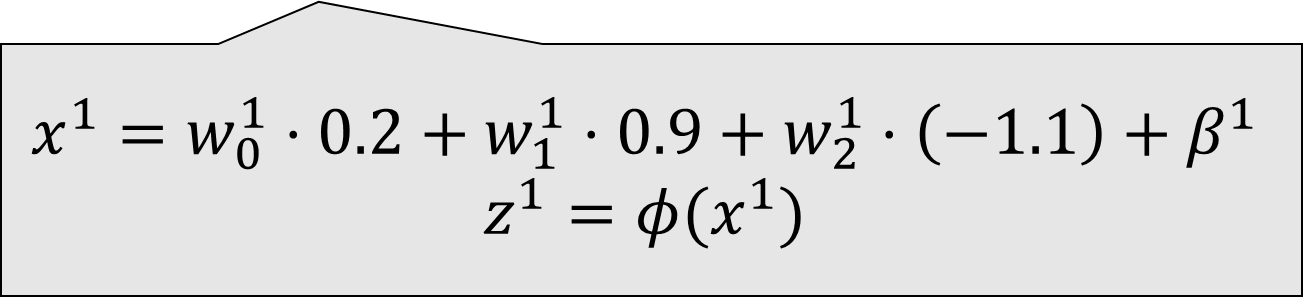 x¹ = w₀¹ · 0.2 + w₁¹ · 0.9 + w₂¹ · (−1.1) + β¹
z¹ = ϕ(x¹)